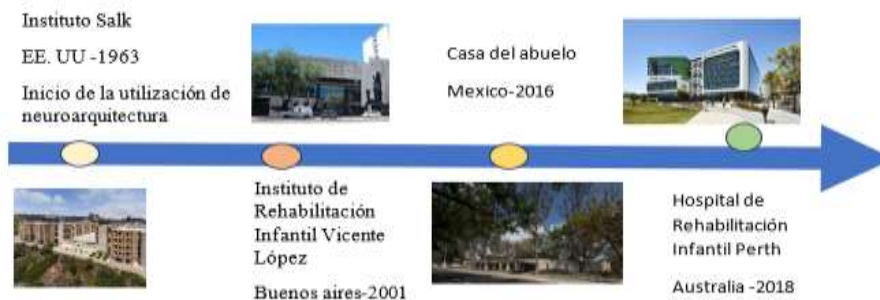 Instituto Salk
EE. UU -1963
Inicio de la utilización de
neuroarquitectura
Instituto de
Rehabilitación
Infantil Vicente
López
Buenos aires-2001
Casa del abuelo
Mexico-2016
Hospital de
Rehabilitación
Infantil Perth
Australia -2018